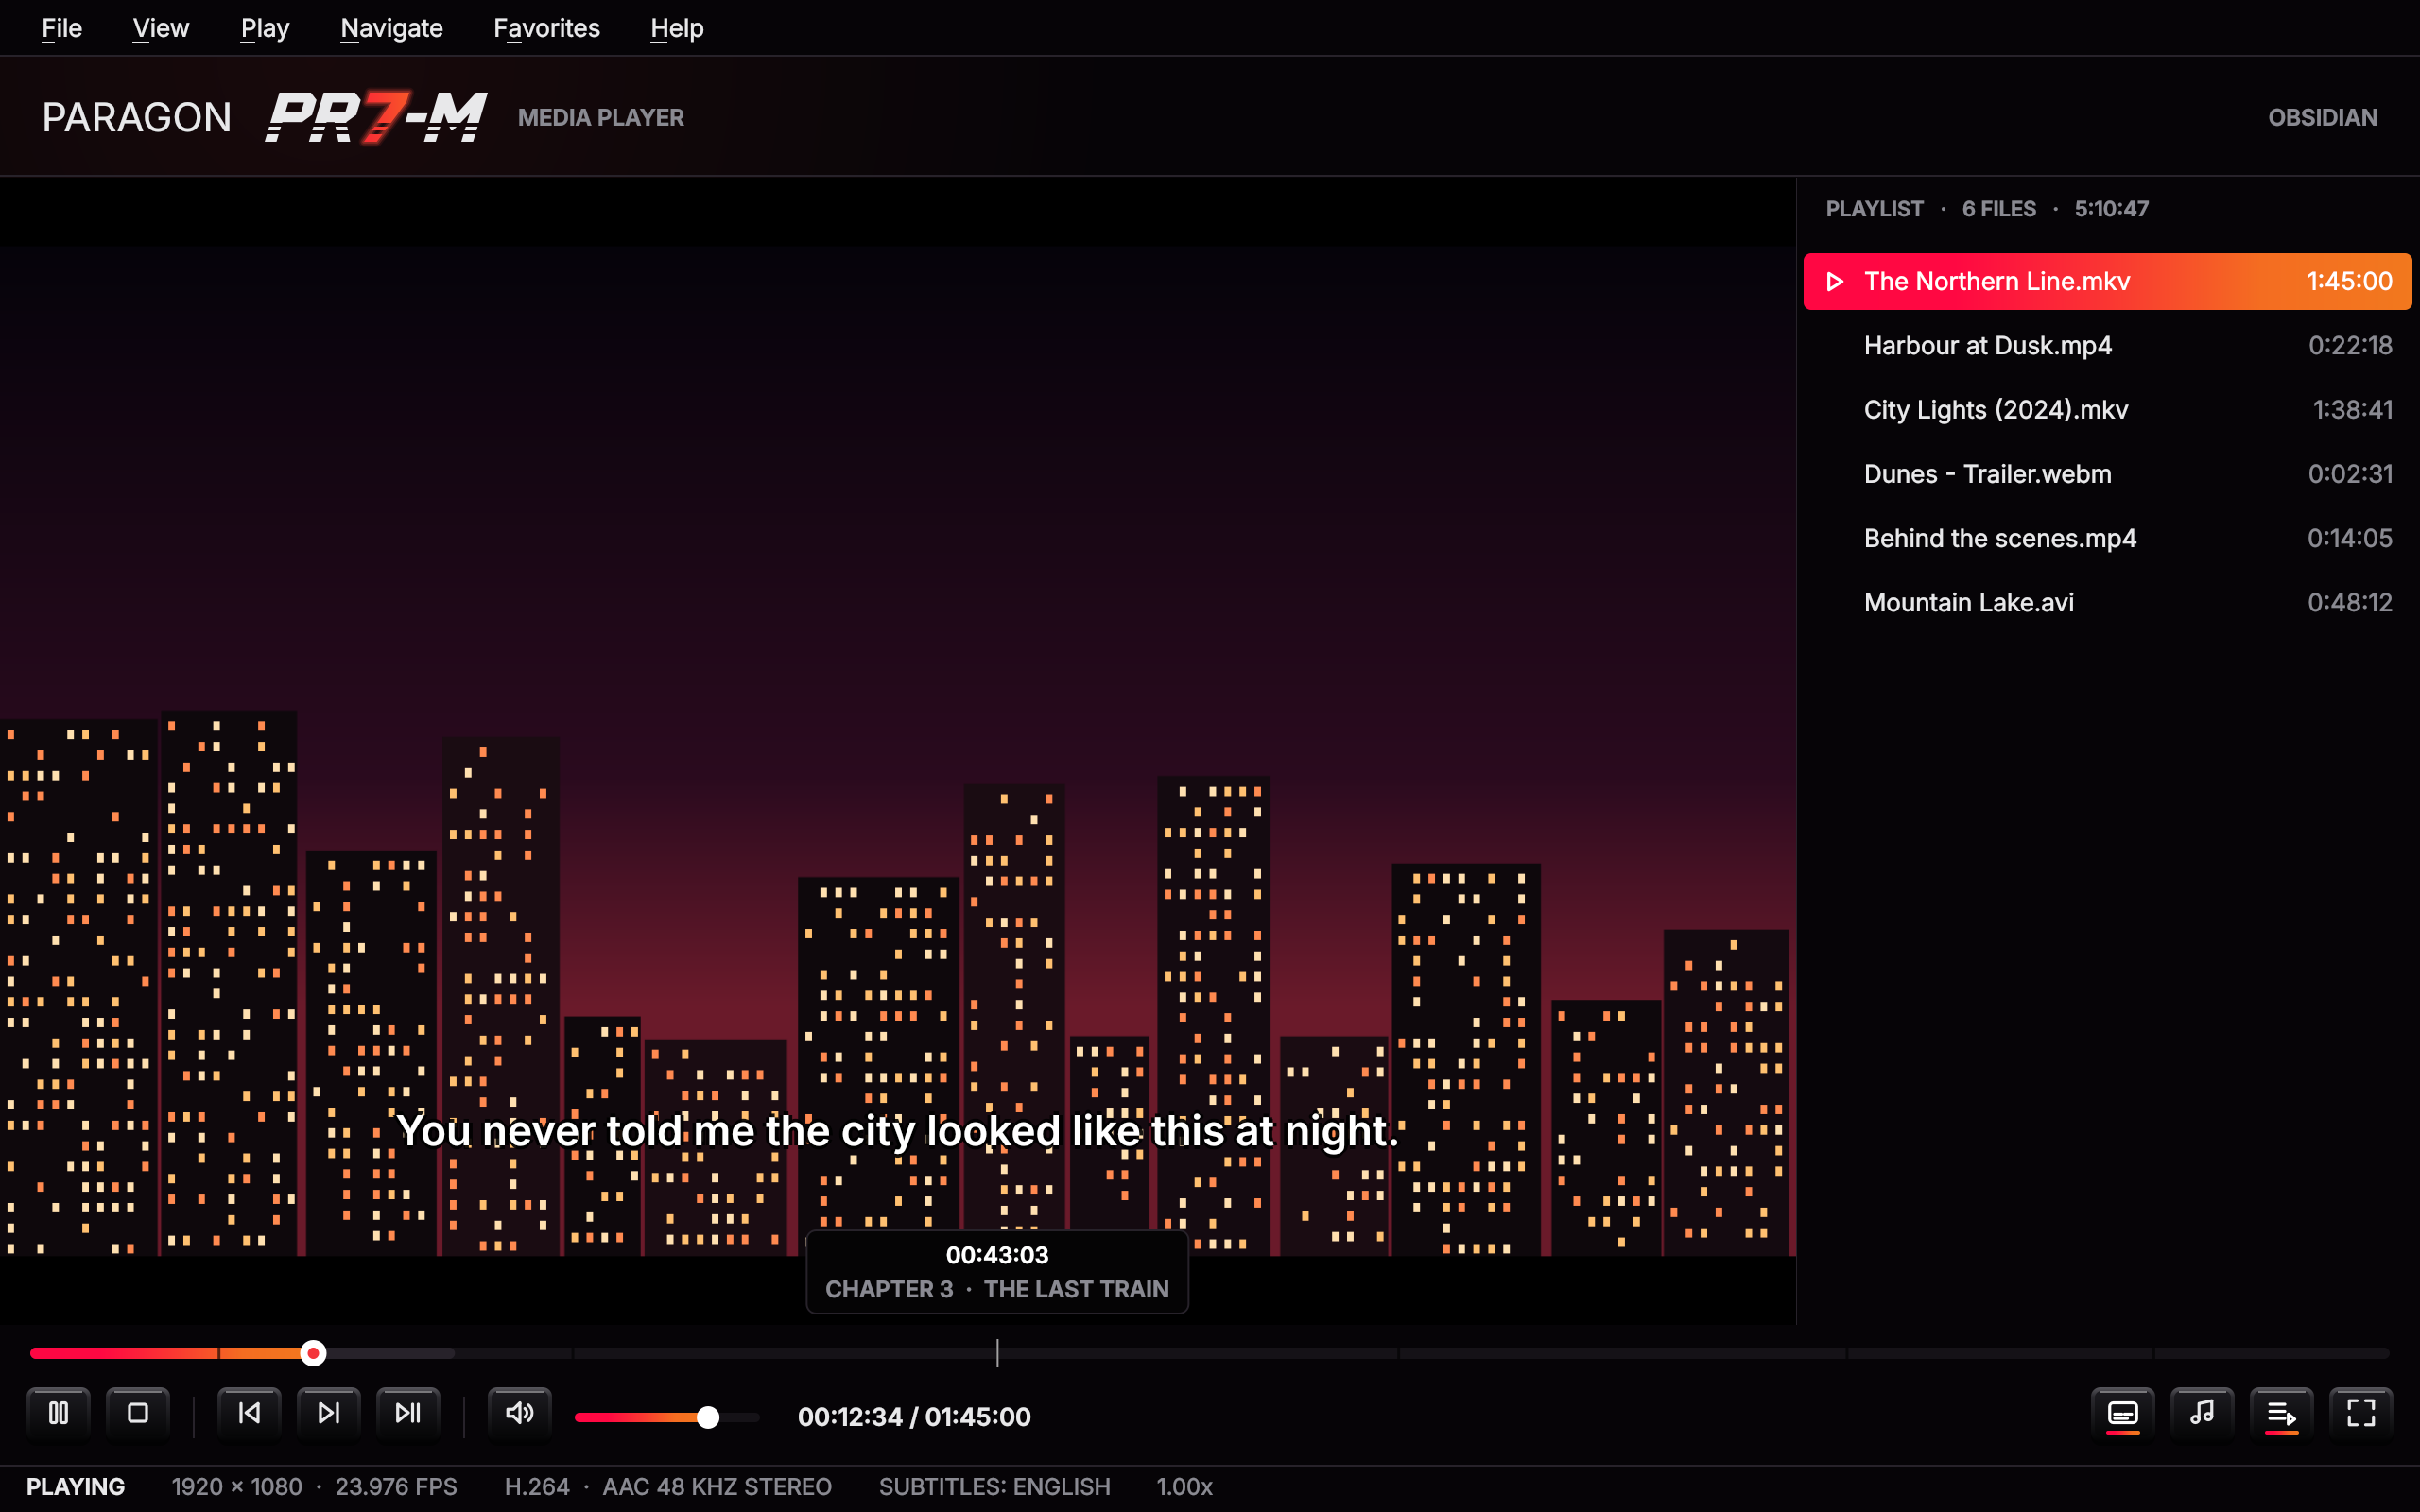 File View Play Navigate Favorites Help
PARAGON PR7-M MEDIA PLAYER OBSIDIAN
PLAYLIST · 6 FILES · 5:10:47
The Northern Line.mkv 1:45:00
Harbour at Dusk.mp4 0:22:18
City Lights (2024).mkv 1:38:41
Dunes - Trailer.webm 0:02:31
Behind the scenes.mp4 0:14:05
Mountain Lake.avi 0:48:12
You never told me the city looked like this at night.
00:43:03
CHAPTER 3 · THE LAST TRAIN
00:12:34 / 01:45:00
PLAYING 1920 × 1080 · 23.976 FPS H.264 · AAC 48 KHZ STEREO SUBTITLES: ENGLISH 1.00x